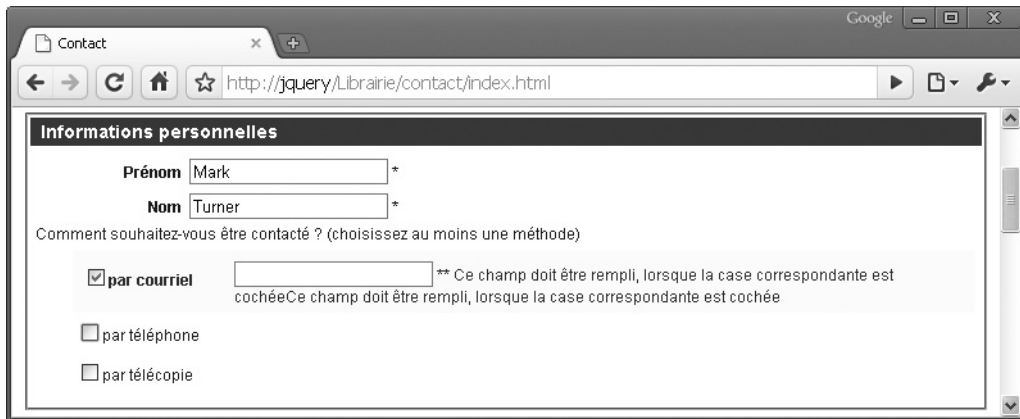 Google
Contact
http://jquery/Librairie/contact/index.html
Informations personnelles
Prénom Mark *
Nom Turner *
Comment souhaitez-vous être contacté ? (choisissez au moins une méthode)
par courriel ** Ce champ doit être rempli, lorsque la case correspondante est
cochéeCe champ doit être rempli, lorsque la case correspondante est cochée
par téléphone
par télécopie